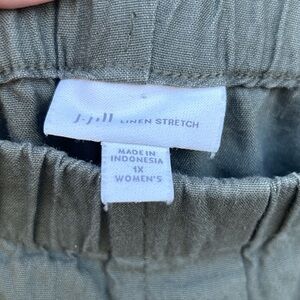 J.Jill LINEN STRETCH
MADE IN
INDONESIA
1X
WOMEN'S